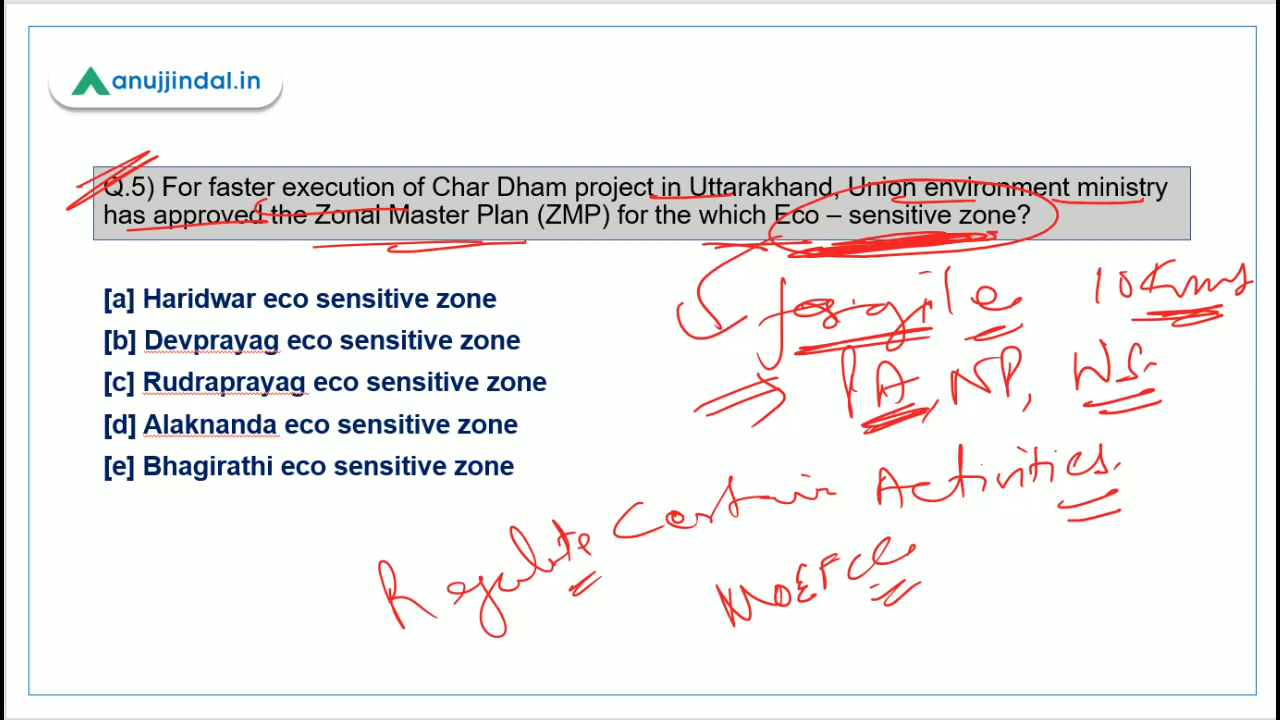 anujjindal.in
Q.5) For faster execution of Char Dham project in Uttarakhand, Union environment ministry
has approved the Zonal Master Plan (ZMP) for the which Eco – sensitive zone?
[a] Haridwar eco sensitive zone
[b] Devprayag eco sensitive zone
[c] Rudraprayag eco sensitive zone
[d] Alaknanda eco sensitive zone
[e] Bhagirathi eco sensitive zone
10 Kms
PA, NP, WS.
Regulate Certain Activities.
MoEFCC